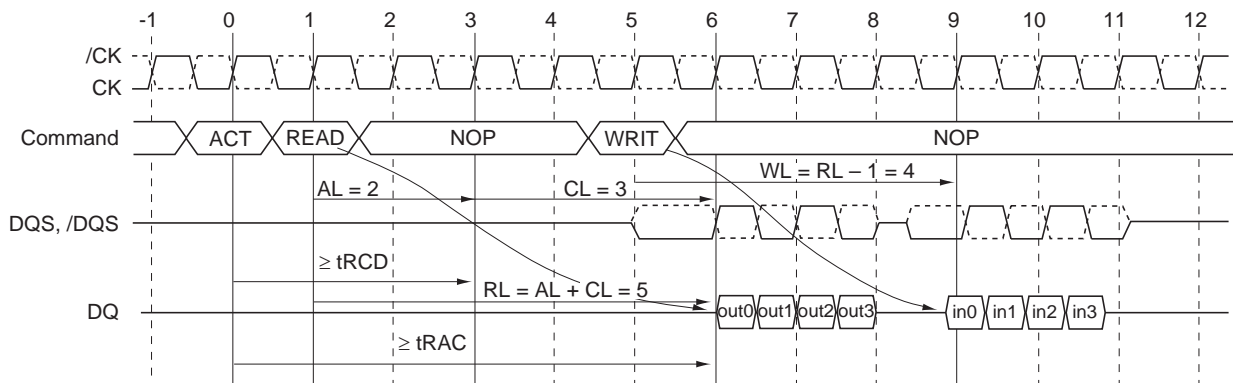 -1 0 1 2 3 4 5 6 7 8 9 10 11 12
/CK
CK
Command ACT READ NOP WRIT NOP
WL = RL – 1 = 4
AL = 2 CL = 3
DQS, /DQS
≥ tRCD
RL = AL + CL = 5
DQ out0 out1 out2 out3 in0 in1 in2 in3
≥ tRAC